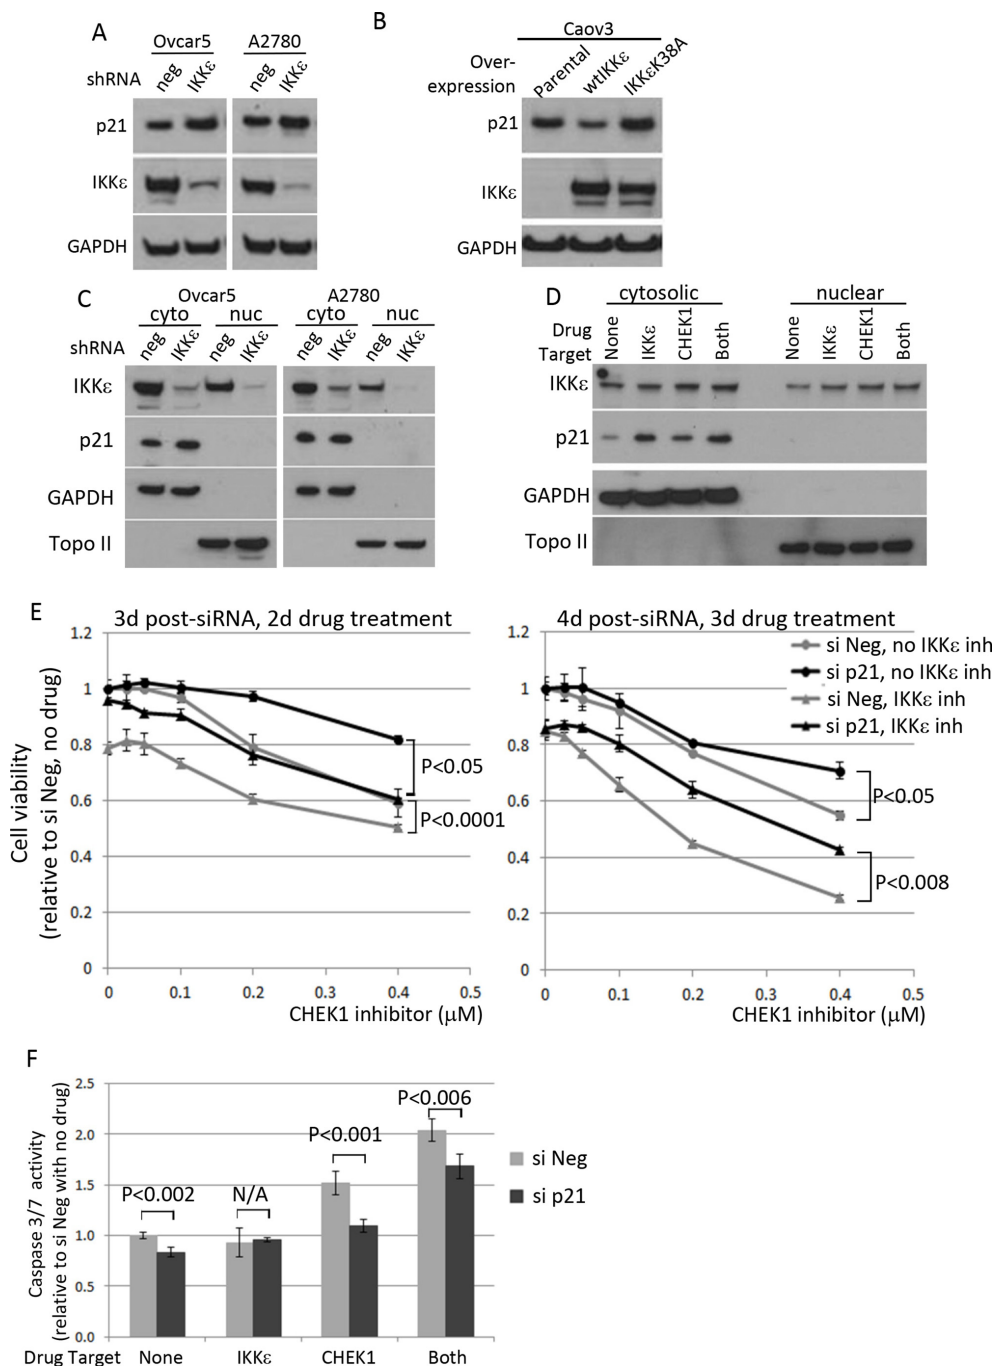 A
Ovcar5 A2780
shRNA neg IKKε neg IKKε
p21
IKKε
GAPDH
B
Caov3
Over-
expression Parental wtIKKε IKKεK38A
p21
IKKε
GAPDH
C
Ovcar5 A2780
cyto nuc cyto nuc
shRNA neg IKKε neg IKKε neg IKKε neg IKKε
IKKε
p21
GAPDH
Topo II
D
cytosolic nuclear
Drug
Target None IKKε CHEK1 Both None IKKε CHEK1 Both
IKKε
p21
GAPDH
Topo II
E
3d post-siRNA, 2d drug treatment
Cell viability
(relative to si Neg, no drug)
1.2
1
0.8
0.6
0.4
0.2
0
P<0.05
P<0.0001
0 0.1 0.2 0.3 0.4 0.5
CHEK1 inhibitor (μM)
4d post-siRNA, 3d drug treatment
1.2
1
0.8
0.6
0.4
0.2
0
si Neg, no IKKε inh
si p21, no IKKε inh
si Neg, IKKε inh
si p21, IKKε inh
P<0.05
P<0.008
0 0.1 0.2 0.3 0.4 0.5
CHEK1 inhibitor (μM)
F
Caspase 3/7 activity
(relative to si Neg with no drug)
2.5
2.0
1.5
1.0
0.5
0.0
P<0.002
N/A
P<0.001
P<0.006
si Neg
si p21
Drug Target None IKKε CHEK1 Both